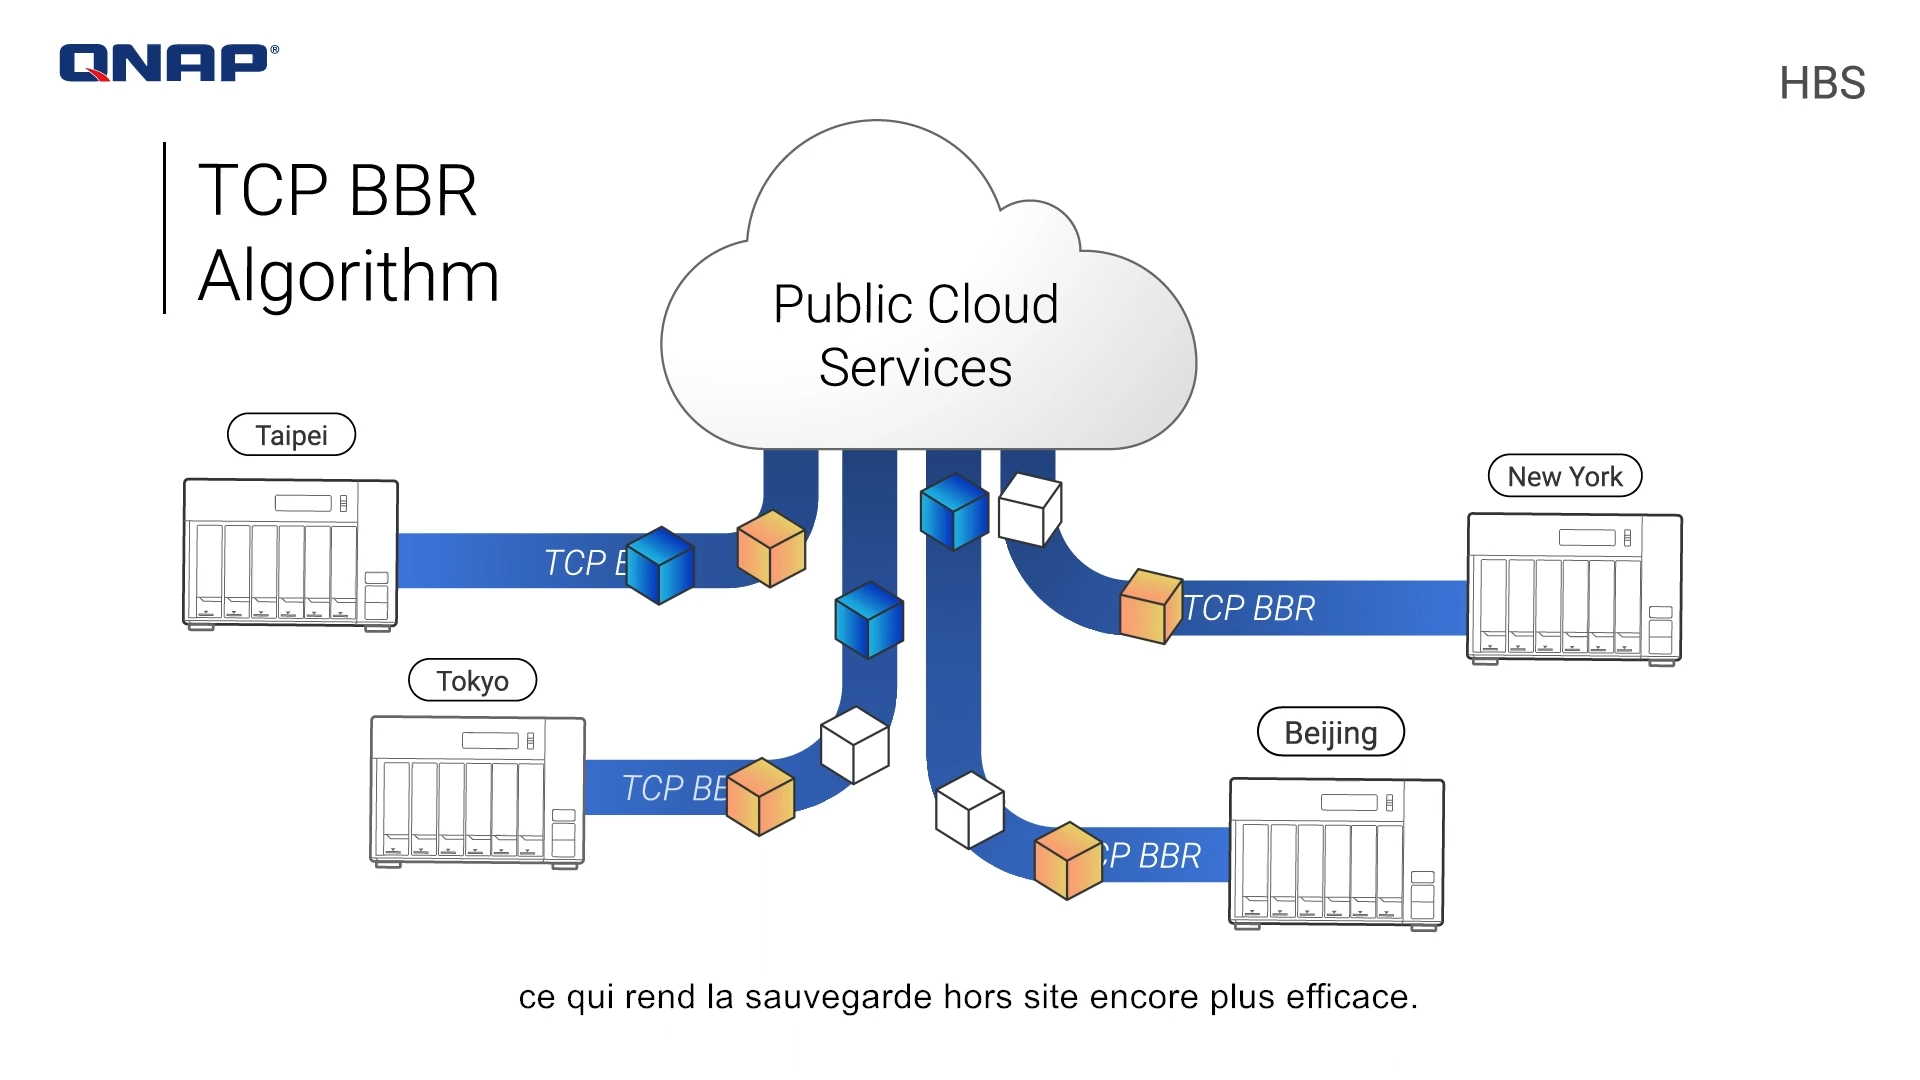 QNAP®
HBS
TCP BBR
Algorithm
Public Cloud
Services
Taipei
New York
TCP
TCP BBR
Tokyo
Beijing
TCP
BBR
ce qui rend la sauvegarde hors site encore plus efficace.